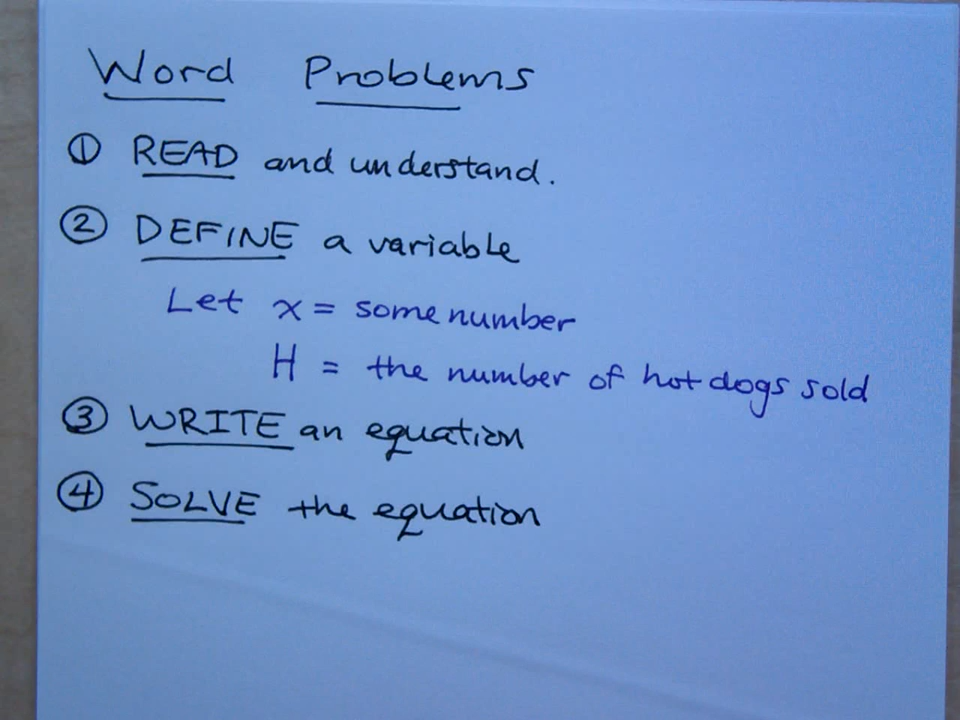 Word Problems
① READ and understand.
② DEFINE a variable
Let x = some number
H = the number of hot dogs sold
③ WRITE an equation
④ SOLVE the equation